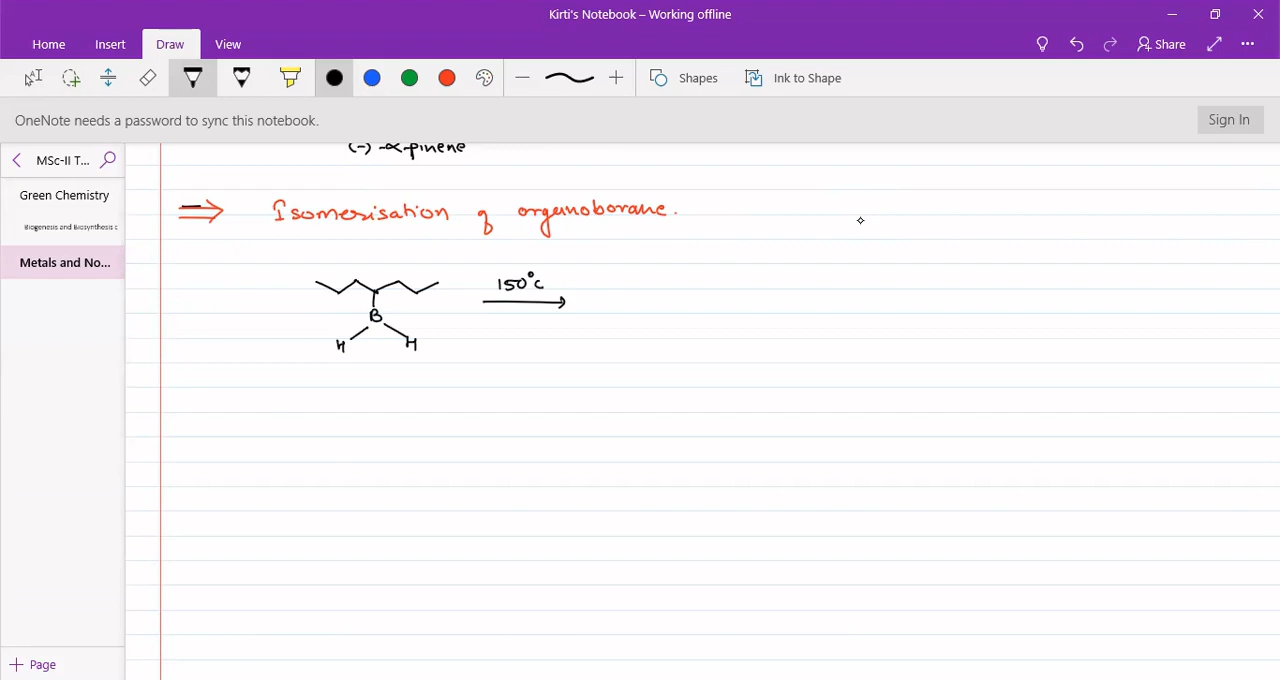 Kirti's Notebook – Working offline
Home Insert Draw View
Share
Shapes
Ink to Shape
OneNote needs a password to sync this notebook.
Sign In
MSc-II T...
Green Chemistry
Biogenesis and Biosynthesis c
Metals and No...
Page
(-) -α-pinene
⇒ Isomerisation of organoborane.
150°C
B
H H